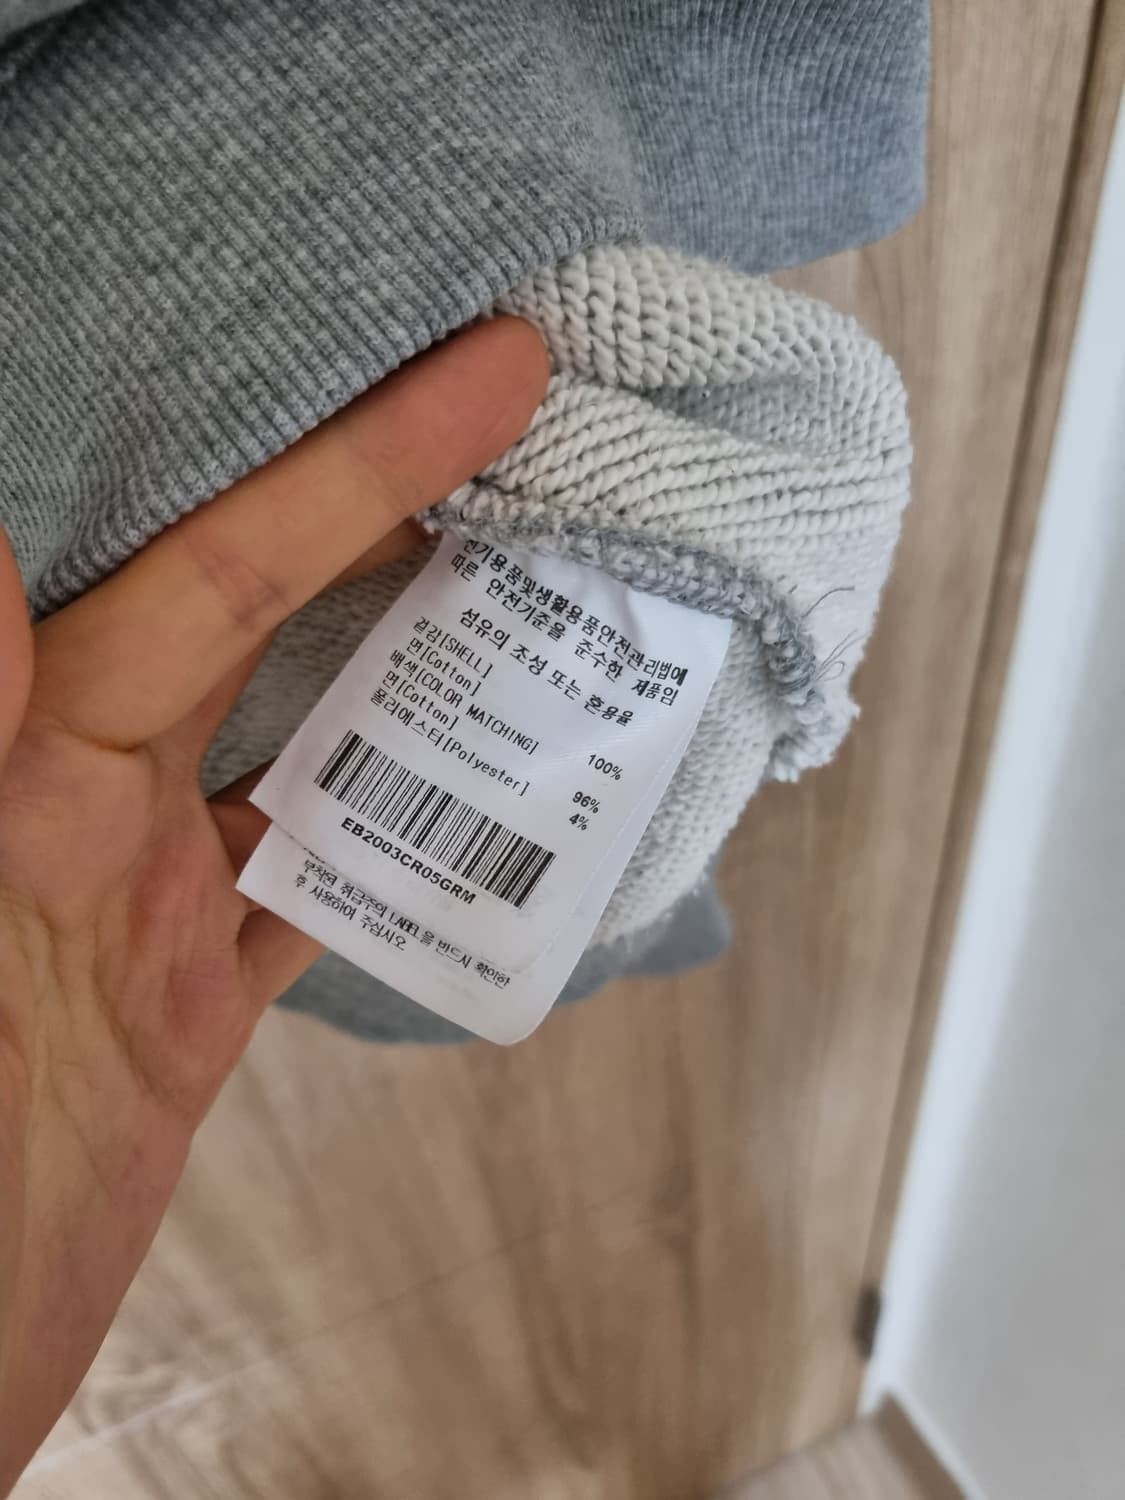 전기용품및생활용품안전관리법에
따른 안전기준을 준수한 제품임
섬유의 조성 또는 혼용율
겉감[SHELL]
면[Cotton] 100%
배색[COLOR MATCHING]
면[Cotton] 96%
폴리에스터[Polyester] 4%
EB2003CR05GRM
부착된 취급주의 LABEL을 반드시 확인한
후 사용하여 주십시오